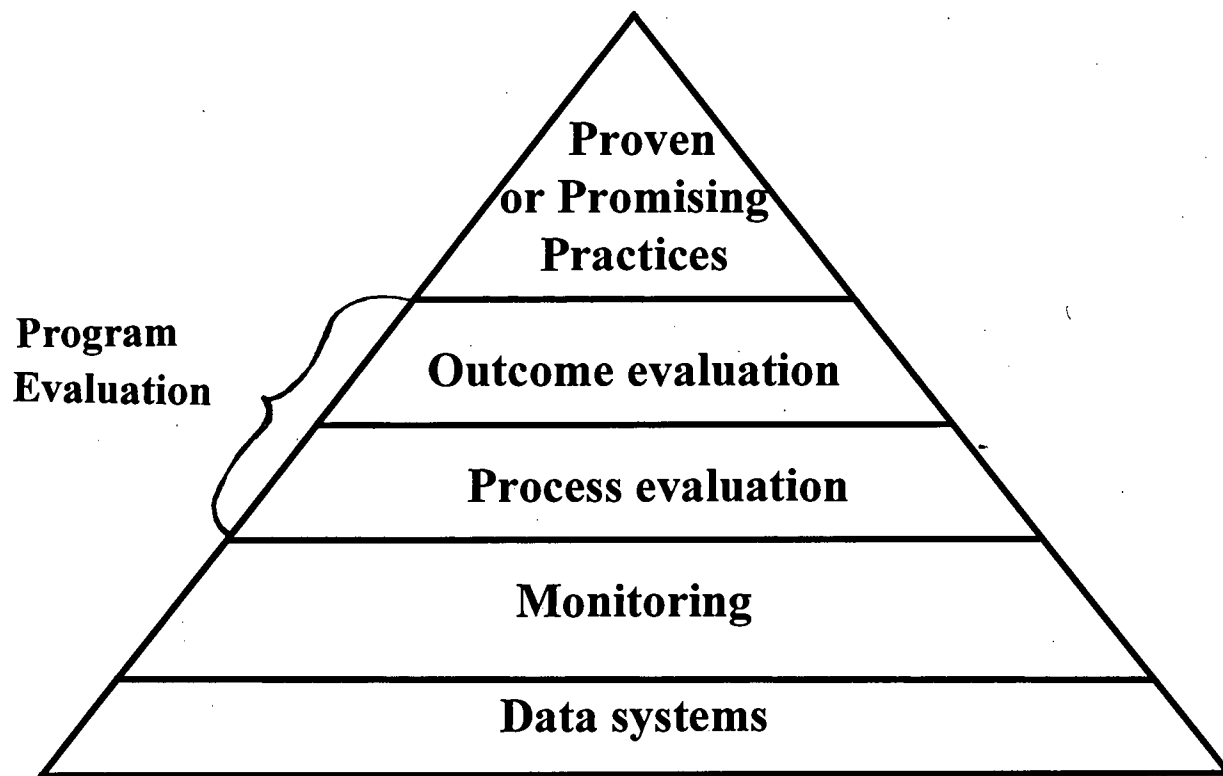 Proven
or Promising
Practices
Program
Evaluation
Outcome evaluation
Process evaluation
Monitoring
Data systems